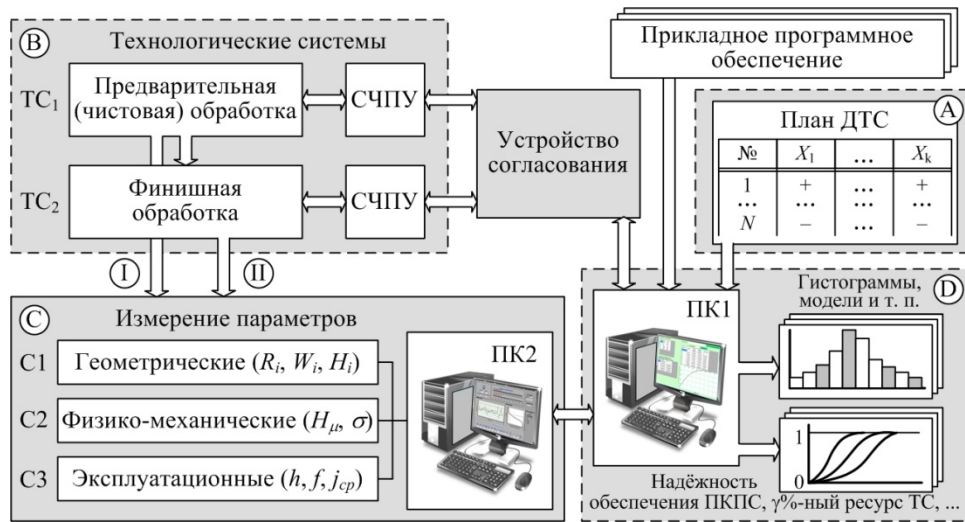 B
Технологические системы
ТС1
Предварительная
(чистовая) обработка
СЧПУ
ТС2
Финишная
обработка
СЧПУ
Устройство
согласования
Прикладное программное
обеспечение
A
План ДТС
№ X1 ... Xk
1 + ... +
... ... ...
N – ... –
I
II
C
Измерение параметров
C1
Геометрические (Ri, Wi, Hi)
C2
Физико-механические (Hμ, σ)
C3
Эксплуатационные (h, f, jcp)
ПК2
ПК1
D
Гистограммы,
модели и т. п.
1
0
Надёжность
обеспечения ПКПС, γ%-ный ресурс ТС, ...